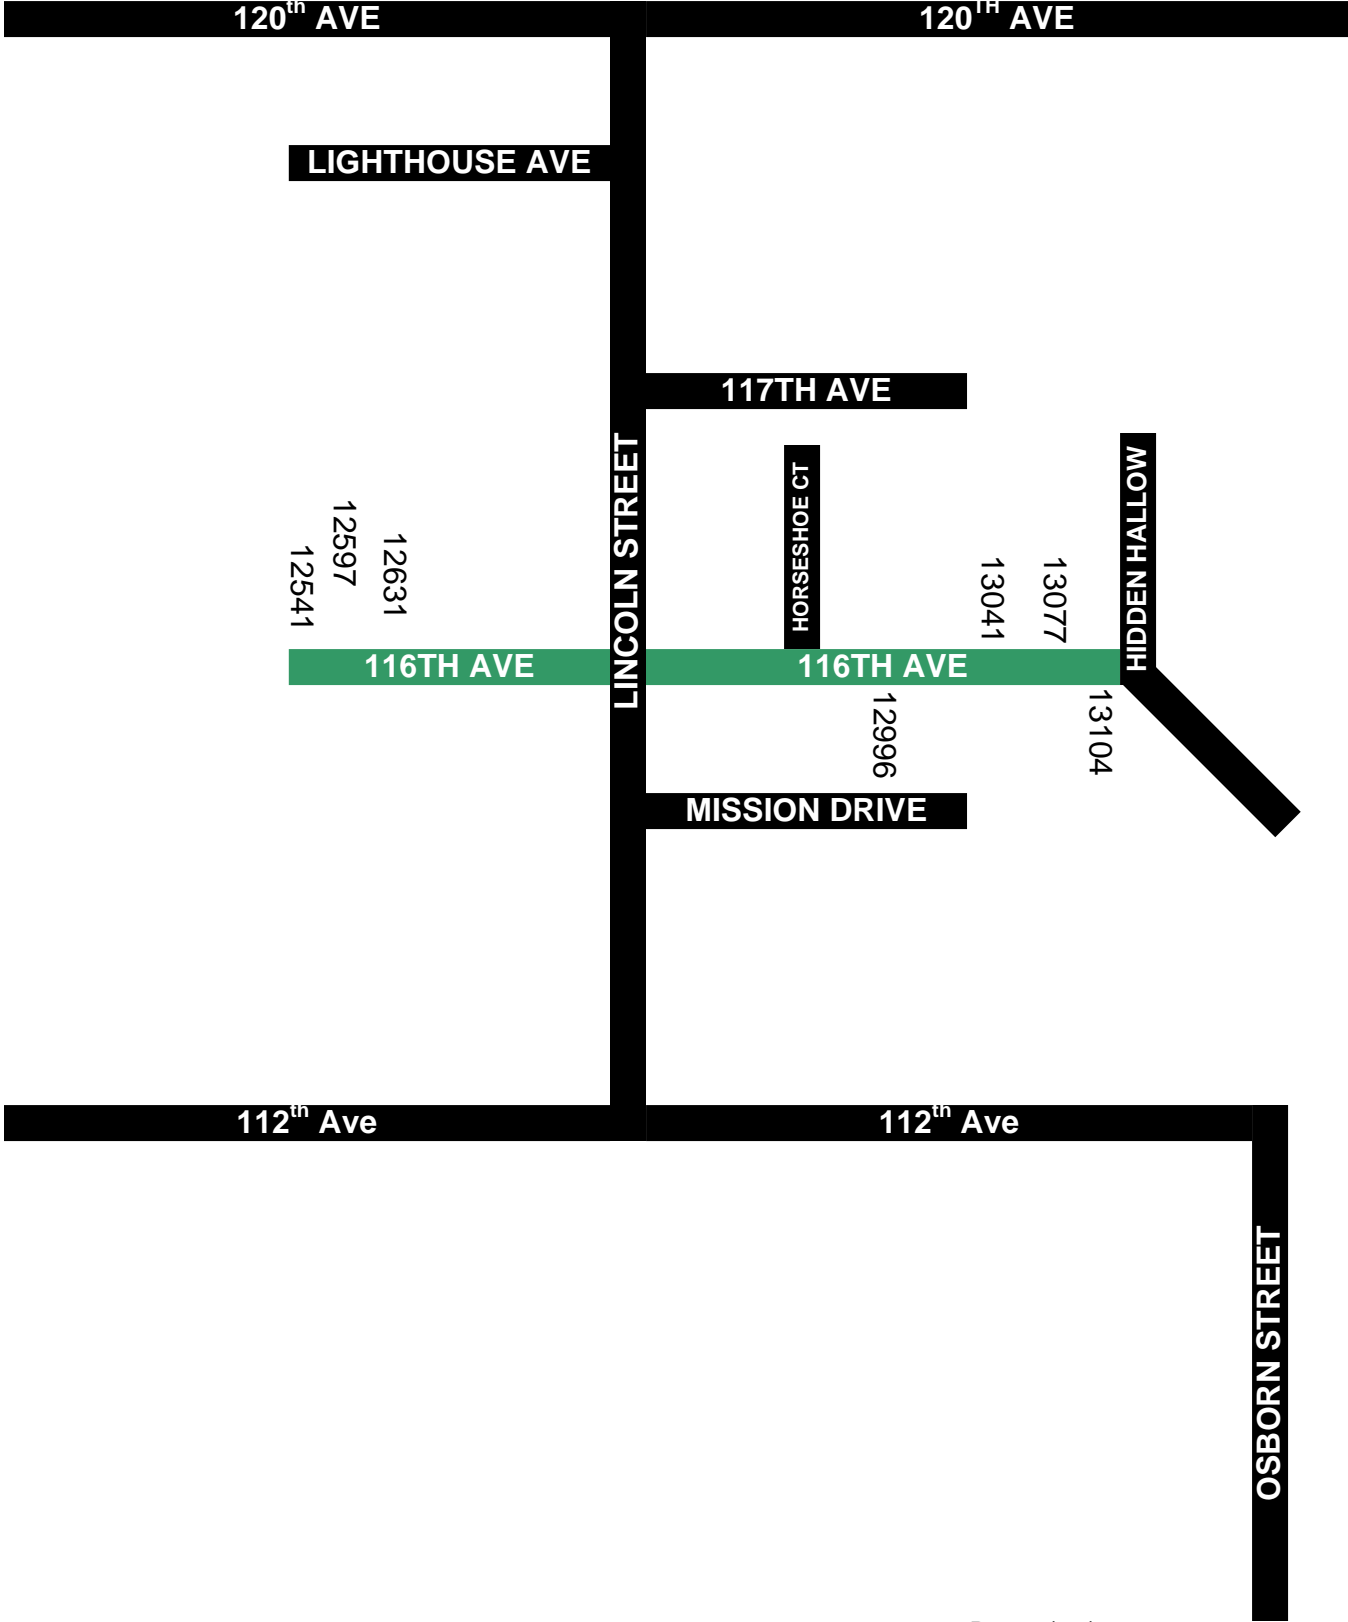 120th AVE
120TH AVE
LIGHTHOUSE AVE
117TH AVE
LINCOLN STREET
HORSESHOE CT
HIDDEN HALLOW
12541
12597
12631
13041
13077
116TH AVE
116TH AVE
12996
13104
MISSION DRIVE
112th Ave
112th Ave
OSBORN STREET